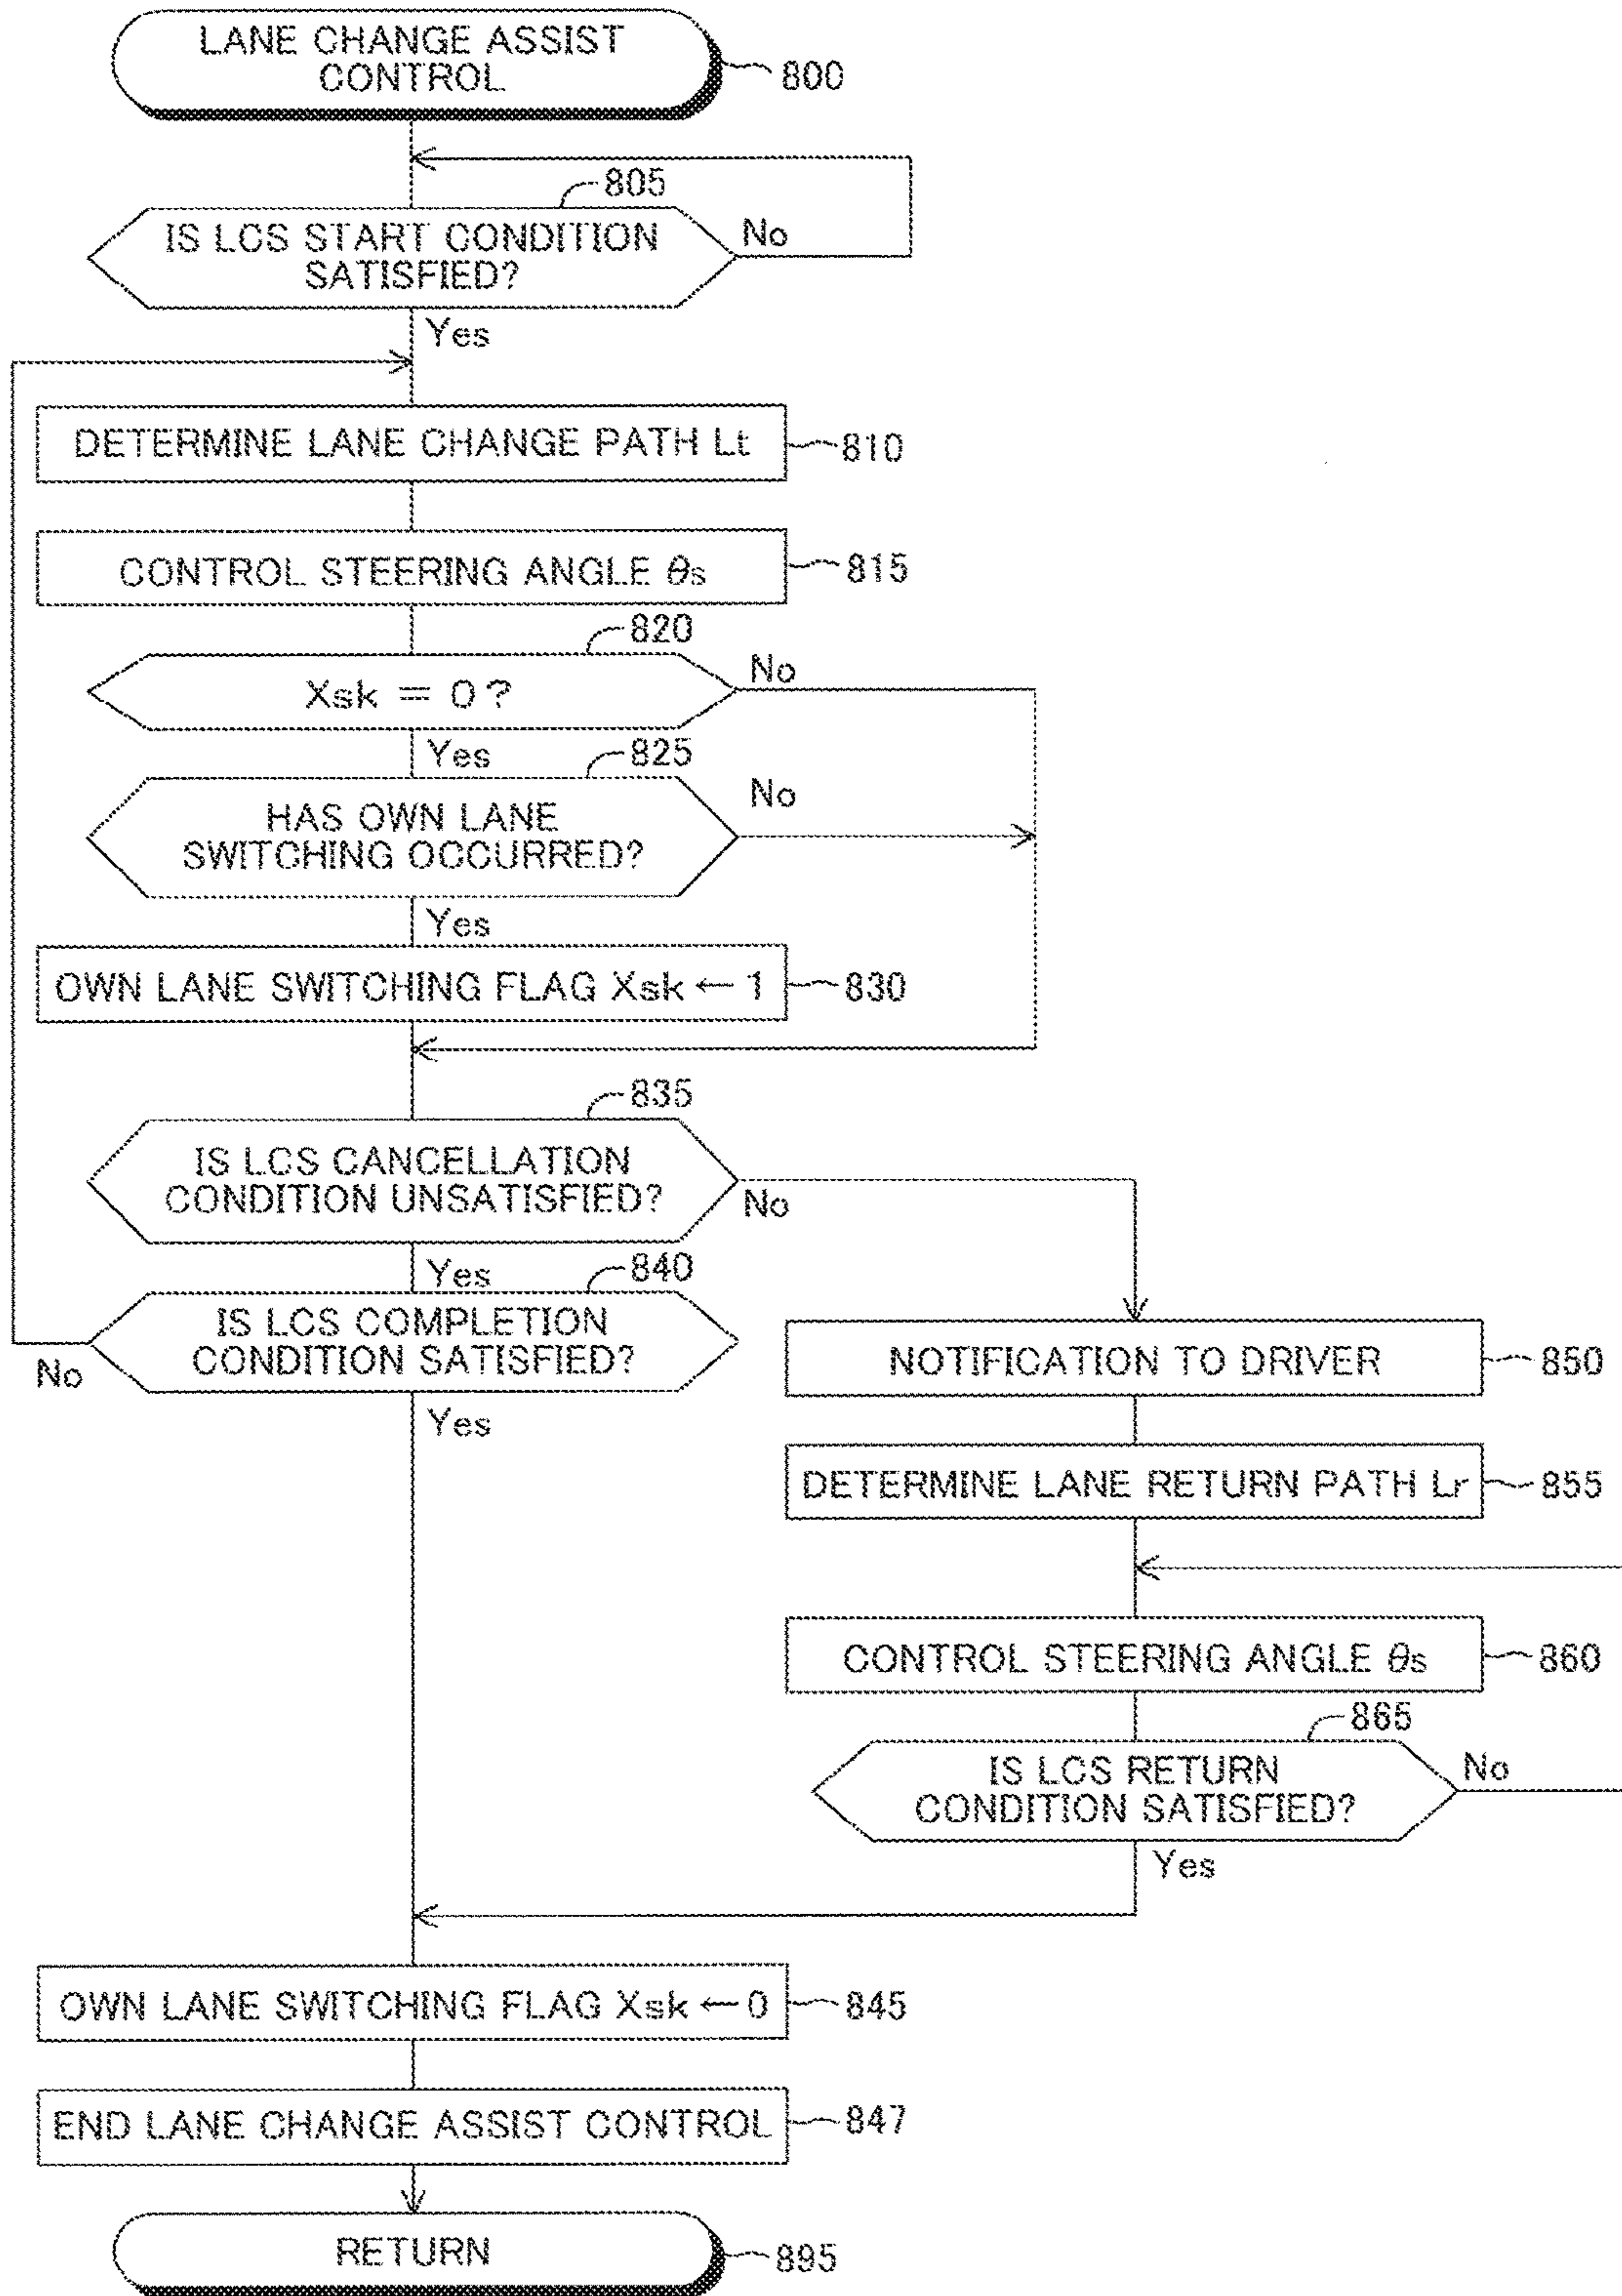 LANE CHANGE ASSIST
CONTROL
800
805
IS LCS START CONDITION
SATISFIED?
No
Yes
DETERMINE LANE CHANGE PATH Lt
810
CONTROL STEERING ANGLE θs
815
820
Xsk = 0?
No
Yes
825
HAS OWN LANE
SWITCHING OCCURRED?
No
Yes
OWN LANE SWITCHING FLAG Xsk ← 1
830
835
IS LCS CANCELLATION
CONDITION UNSATISFIED?
No
Yes
840
IS LCS COMPLETION
CONDITION SATISFIED?
No
Yes
NOTIFICATION TO DRIVER
850
DETERMINE LANE RETURN PATH Lr
855
CONTROL STEERING ANGLE θs
860
865
IS LCS RETURN
CONDITION SATISFIED?
No
Yes
OWN LANE SWITCHING FLAG Xsk ← 0
845
END LANE CHANGE ASSIST CONTROL
847
RETURN
895